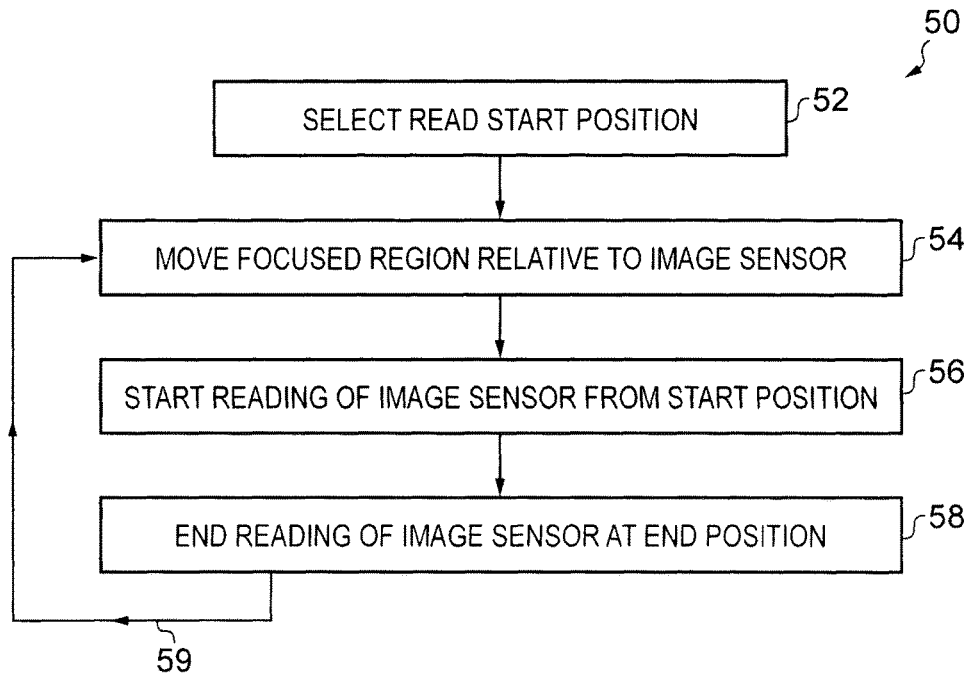 50
SELECT READ START POSITION
52
MOVE FOCUSED REGION RELATIVE TO IMAGE SENSOR
54
START READING OF IMAGE SENSOR FROM START POSITION
56
END READING OF IMAGE SENSOR AT END POSITION
58
59